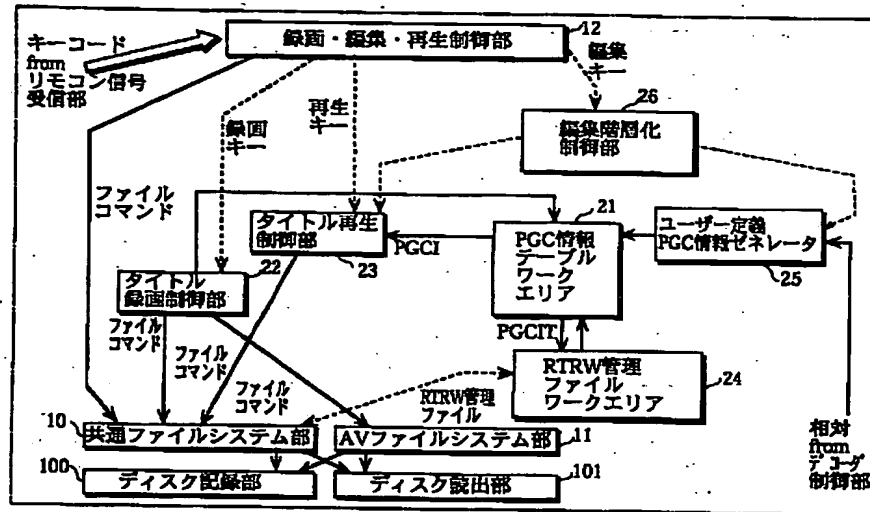 キーコード
from
リモコン信号
受信部
録画・編集・再生制御部
12
編集
キー
26
編集階層化
制御部
再生キー
録画
キー
ファイル
コマンド
タイトル再生
制御部
23
PGCI
21
PGC情報
テーブル
ワーク
エリア
ユーザー定義
PGC情報ゼネレータ
25
22
タイトル
録画制御部
ファイル
コマンド
ファイル
コマンド
ファイル
コマンド
PGCIT
RTRW管理
ファイル
ワークエリア
24
RTRW管理
ファイル
10
共通ファイルシステム部
AVファイルシステム部
11
100
ディスク記録部
ディスク読出部
101
相対
from
デコーダ
制御部